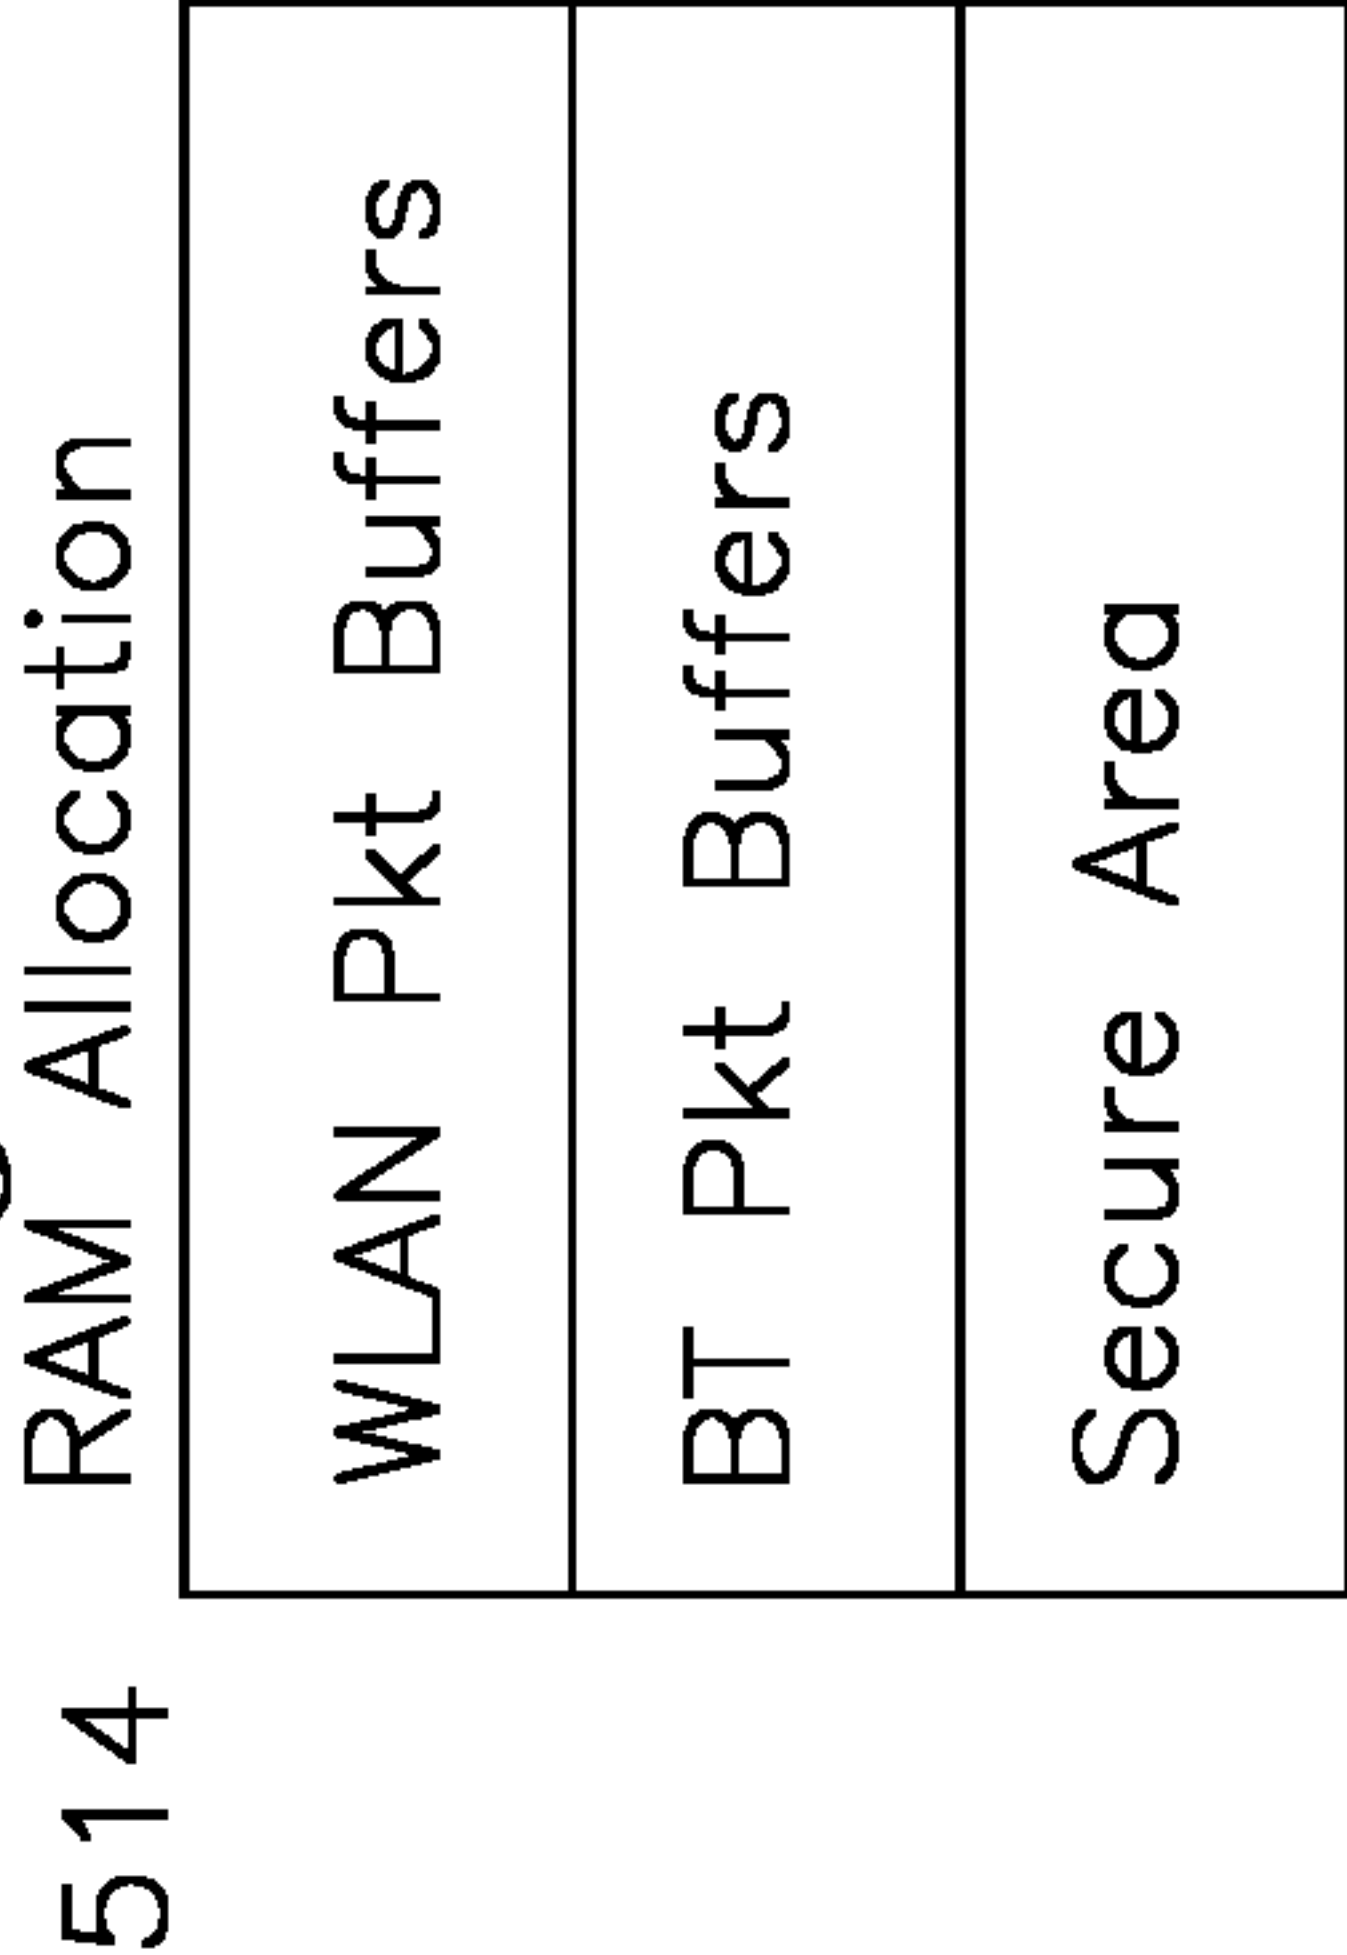 RAM Allocation
514
WLAN Pkt Buffers
BT Pkt Buffers
Secure Area